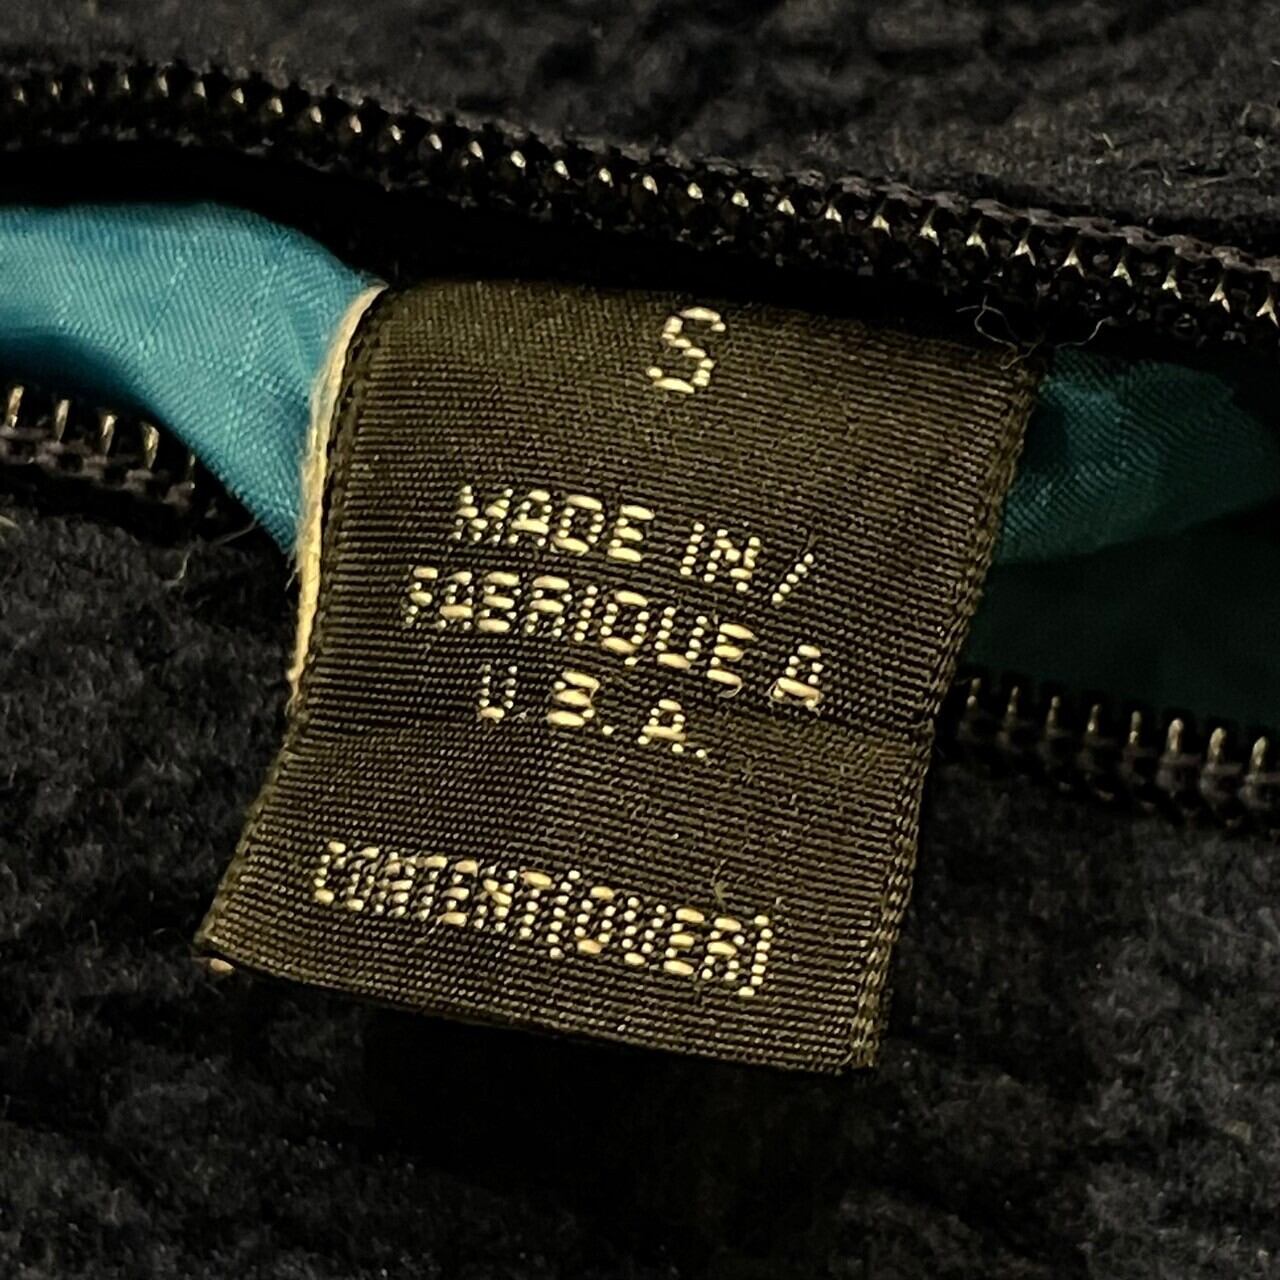 S
MADE IN /
FABRIQUE A
U.S.A.
CONTENT(OVER)